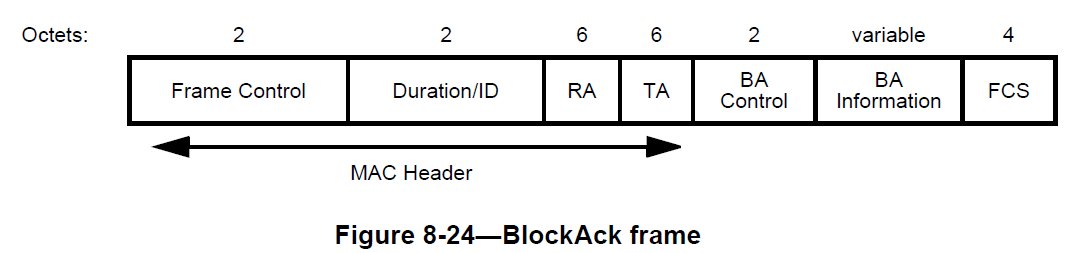 Octets: 2 2 6 6 2 variable 4
Frame Control Duration/ID RA TA BA Control BA Information FCS
MAC Header
Figure 8-24—BlockAck frame